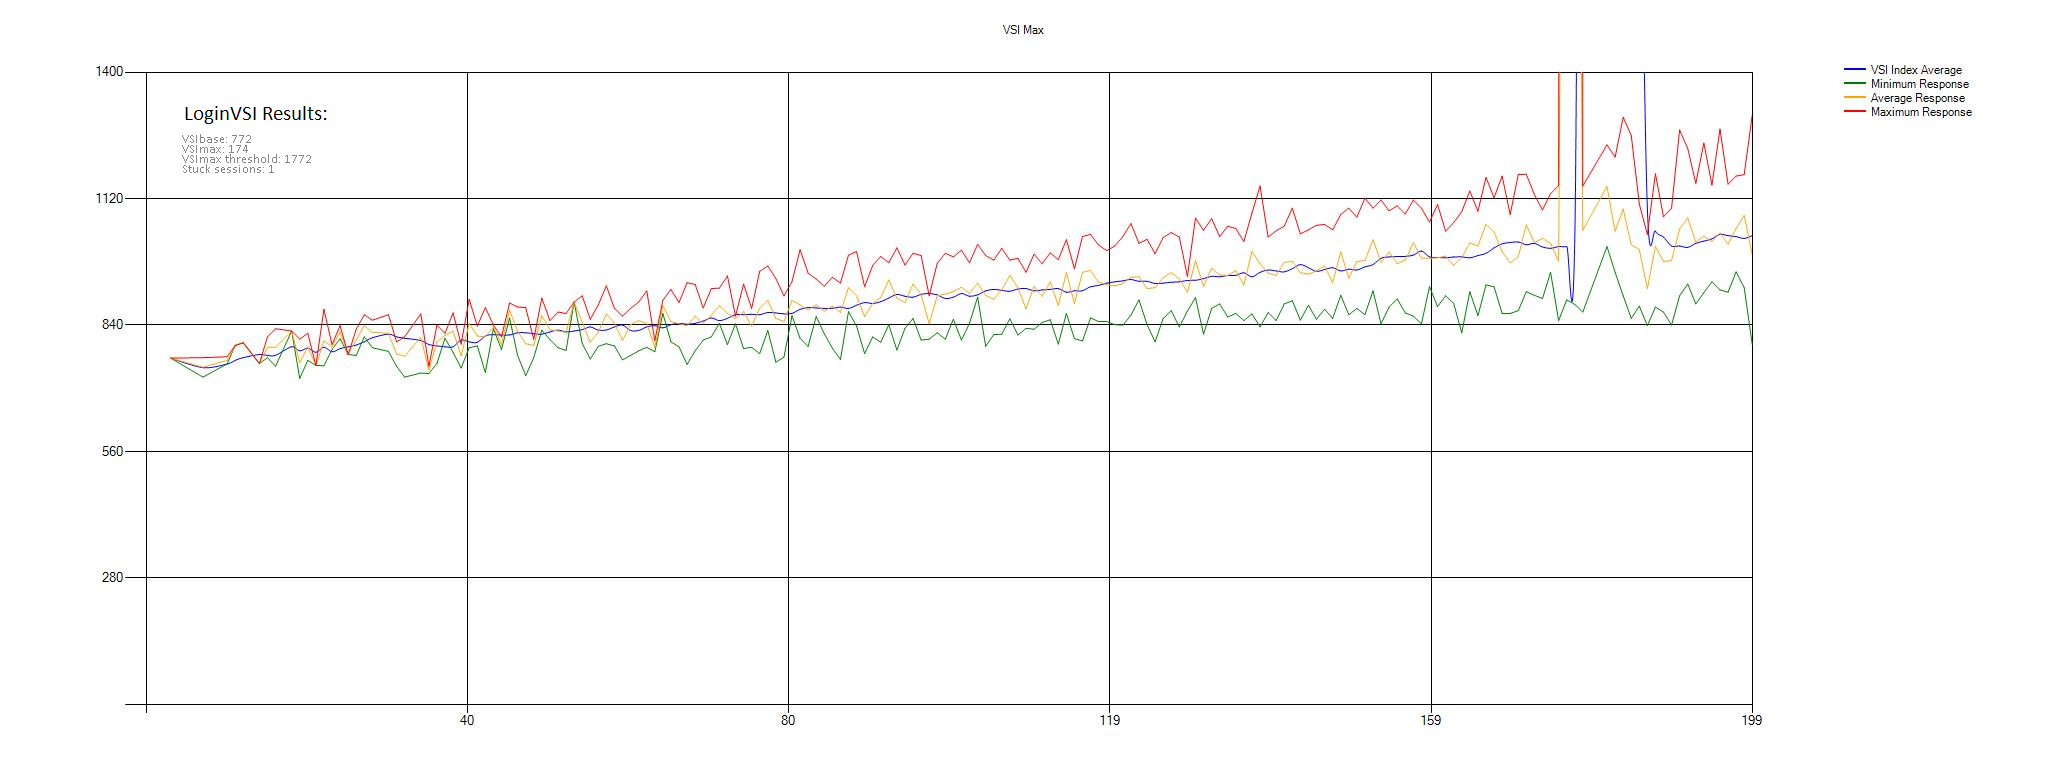 VSI Max
VSI Index Average
Minimum Response
Average Response
Maximum Response
1400
1120
840
560
280
LoginVSI Results:
VSIbase: 772
VSImax: 174
VSImax threshold: 1772
Stuck sessions: 1
40
80
119
159
199